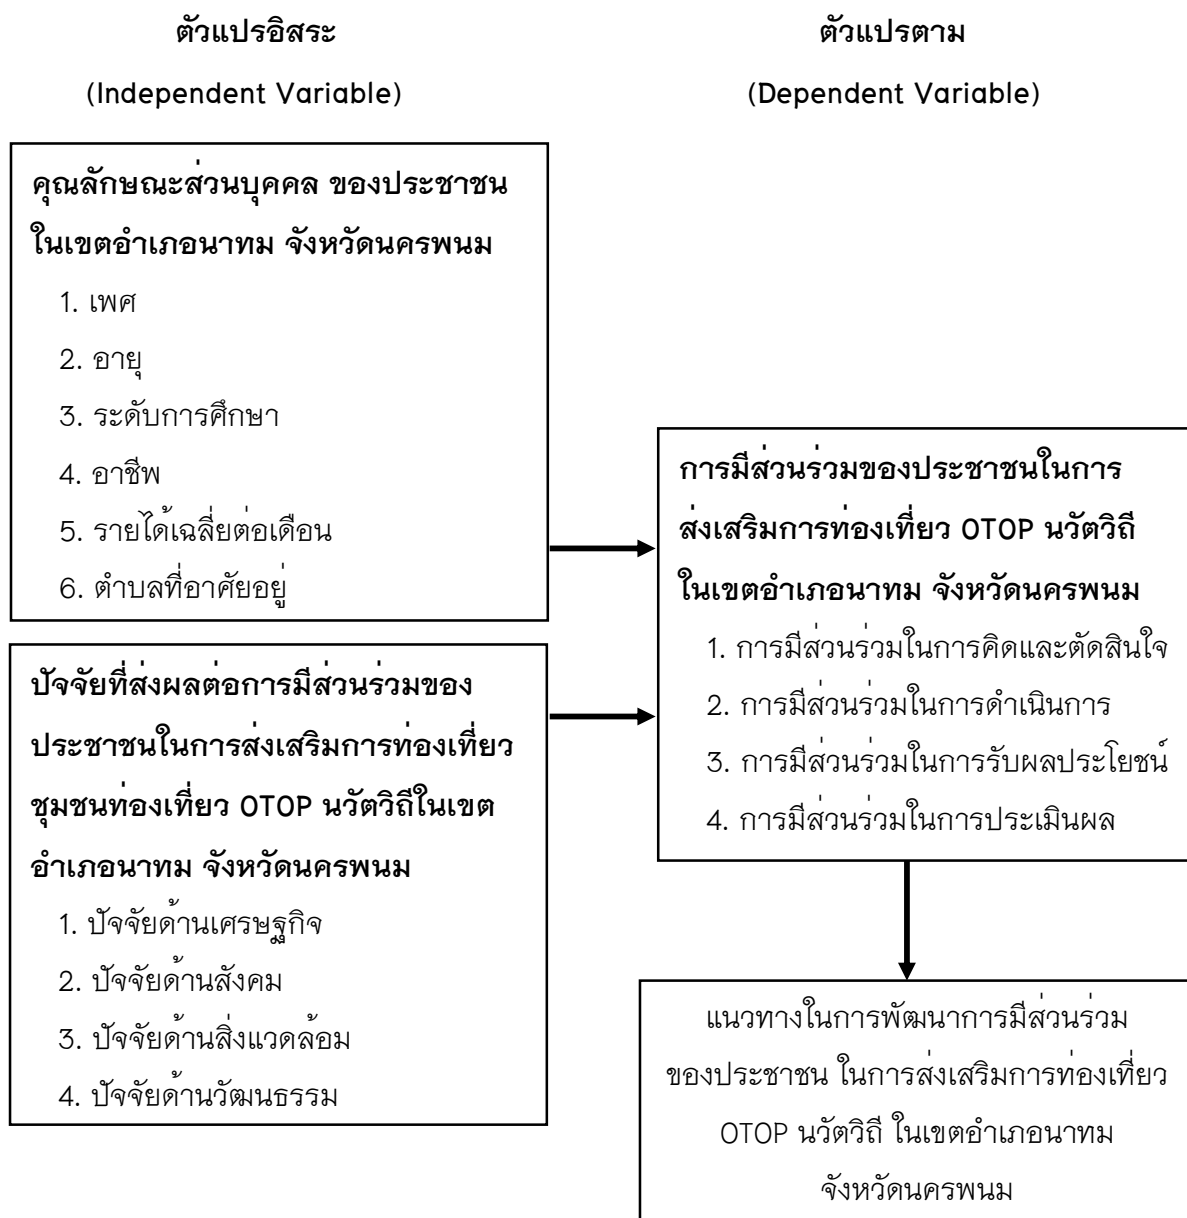 ตัวแปรอิสระ
(Independent Variable)
ตัวแปรตาม
(Dependent Variable)
คุณลักษณะส่วนบุคคล ของประชาชน
ในเขตอำเภอนาทม จังหวัดนครพนม
1. เพศ
2. อายุ
3. ระดับการศึกษา
4. อาชีพ
5. รายได้เฉลี่ยต่อเดือน
6. ตำบลที่อาศัยอยู่
ปัจจัยที่ส่งผลต่อการมีส่วนร่วมของ
ประชาชนในการส่งเสริมการท่องเที่ยว
ชุมชนท่องเที่ยว OTOP นวัตวิถีในเขต
อำเภอนาทม จังหวัดนครพนม
1. ปัจจัยด้านเศรษฐกิจ
2. ปัจจัยด้านสังคม
3. ปัจจัยด้านสิ่งแวดล้อม
4. ปัจจัยด้านวัฒนธรรม
การมีส่วนร่วมของประชาชนในการ
ส่งเสริมการท่องเที่ยว OTOP นวัตวิถี
ในเขตอำเภอนาทม จังหวัดนครพนม
1. การมีส่วนร่วมในการคิดและตัดสินใจ
2. การมีส่วนร่วมในการดำเนินการ
3. การมีส่วนร่วมในการรับผลประโยชน์
4. การมีส่วนร่วมในการประเมินผล
แนวทางในการพัฒนาการมีส่วนร่วม
ของประชาชน ในการส่งเสริมการท่องเที่ยว
OTOP นวัตวิถี ในเขตอำเภอนาทม
จังหวัดนครพนม